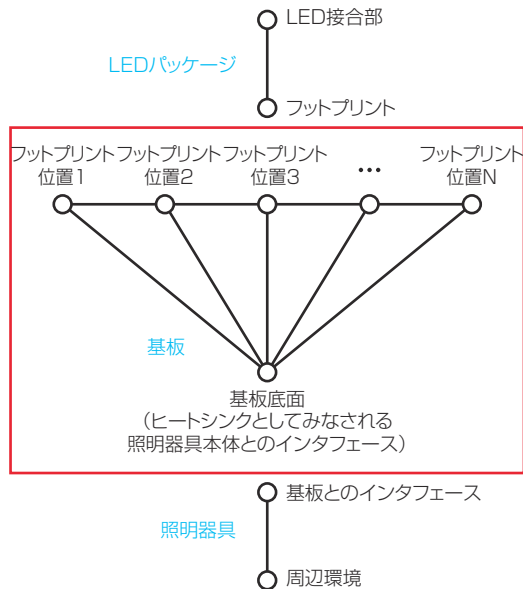 LED接合部
LEDパッケージ
フットプリント
フットプリント フットプリント フットプリント フットプリント
位置1 位置2 位置3 … 位置N
基板
基板底面
（ヒートシンクとしてみなされる
照明器具本体とのインタフェース）
基板とのインタフェース
照明器具
周辺環境